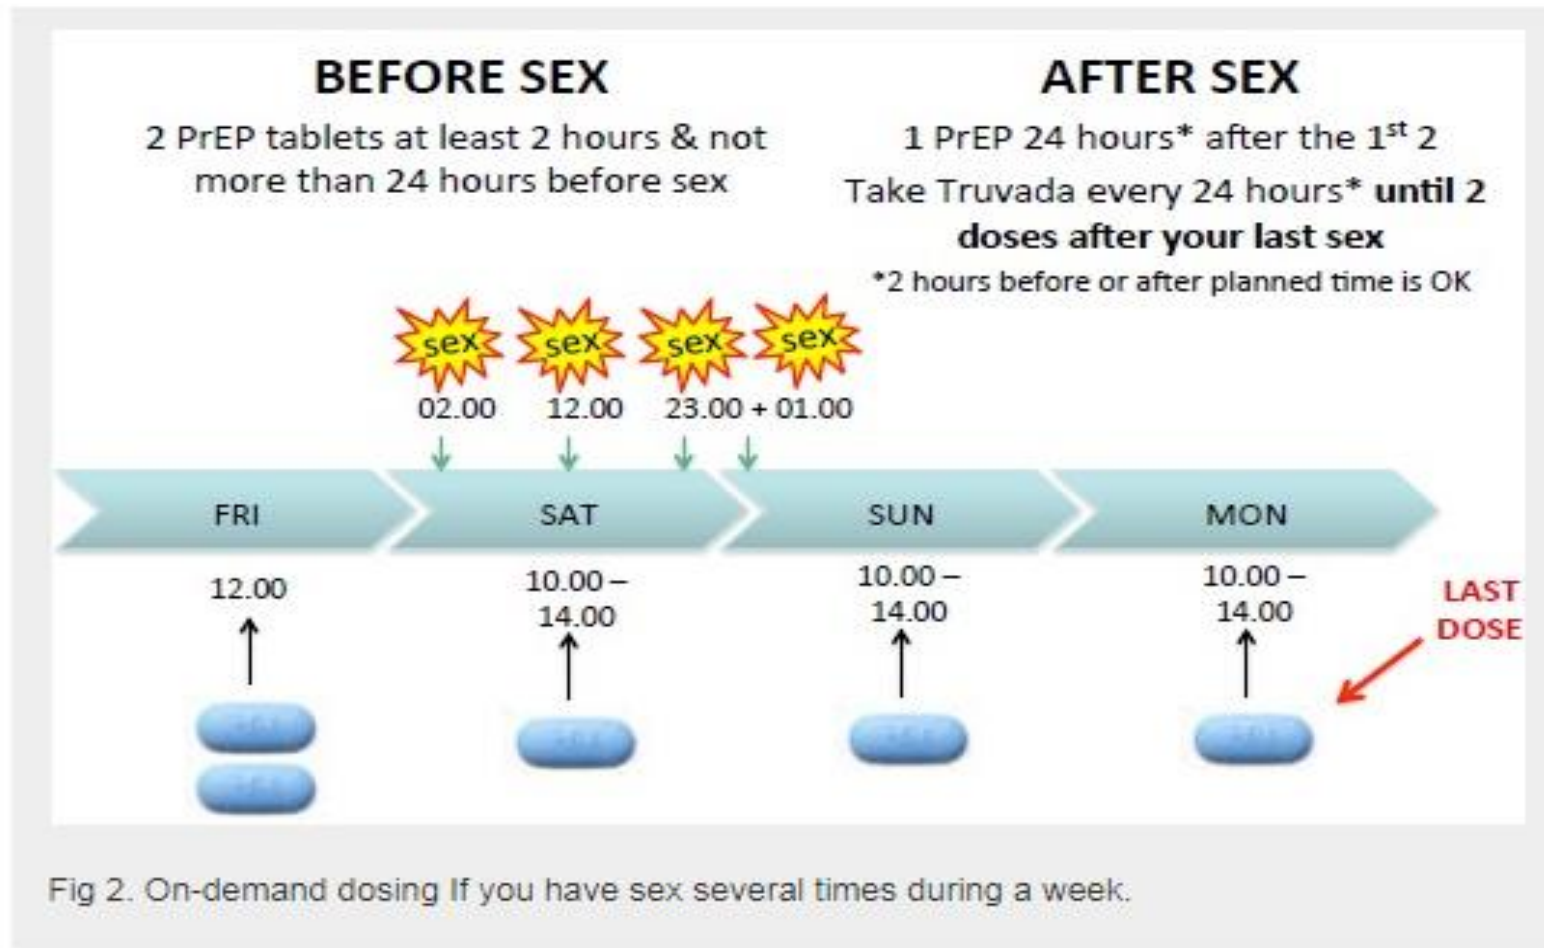 BEFORE SEX
2 PrEP tablets at least 2 hours & not
more than 24 hours before sex
AFTER SEX
1 PrEP 24 hours* after the 1st 2
Take Truvada every 24 hours* until 2
doses after your last sex
*2 hours before or after planned time is OK
sex sex sex sex
02.00 12.00 23.00 + 01.00
FRI SAT SUN MON
12.00
10.00 –
14.00
10.00 –
14.00
10.00 –
14.00
LAST
DOSE
Fig 2. On-demand dosing If you have sex several times during a week.